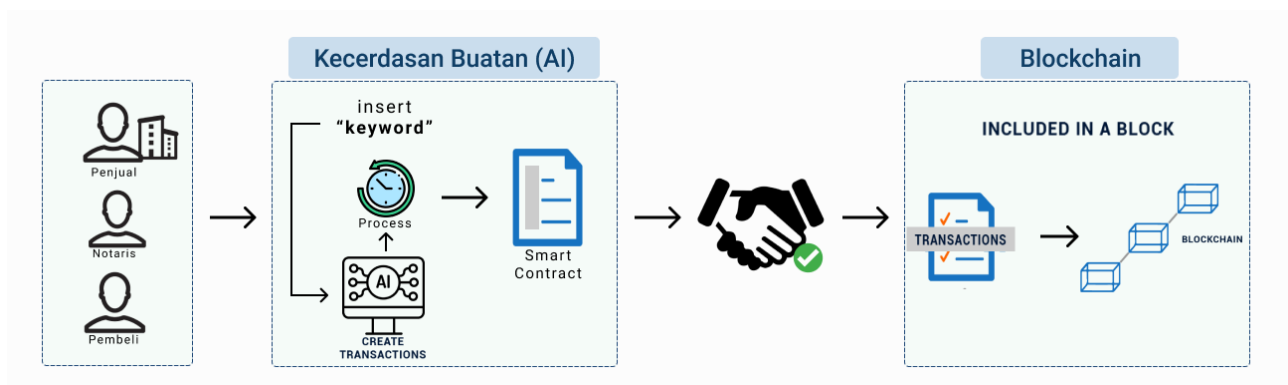 Kecerdasan Buatan (AI)
Blockchain
Penjual
Notaris
Pembeli
insert
“keyword”
Process
AI
CREATE
TRANSACTIONS
Smart
Contract
INCLUDED IN A BLOCK
TRANSACTIONS
BLOCKCHAIN